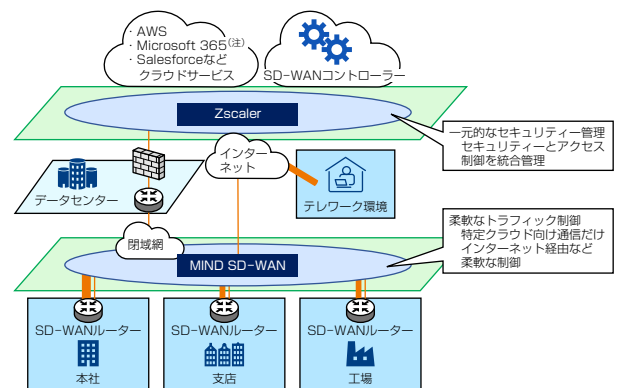 ・AWS
・Microsoft 365(注)
・Salesforceなど
クラウドサービス
SD-WANコントローラー
Zscaler
一元的なセキュリティー管理
セキュリティーとアクセス
制御を統合管理
インター
ネット
データセンター
テレワーク環境
閉域網
柔軟なトラフィック制御
特定クラウド向け通信だけ
インターネット経由など
柔軟な制御
MIND SD-WAN
SD-WANルーター
SD-WANルーター
SD-WANルーター
本社
支店
工場